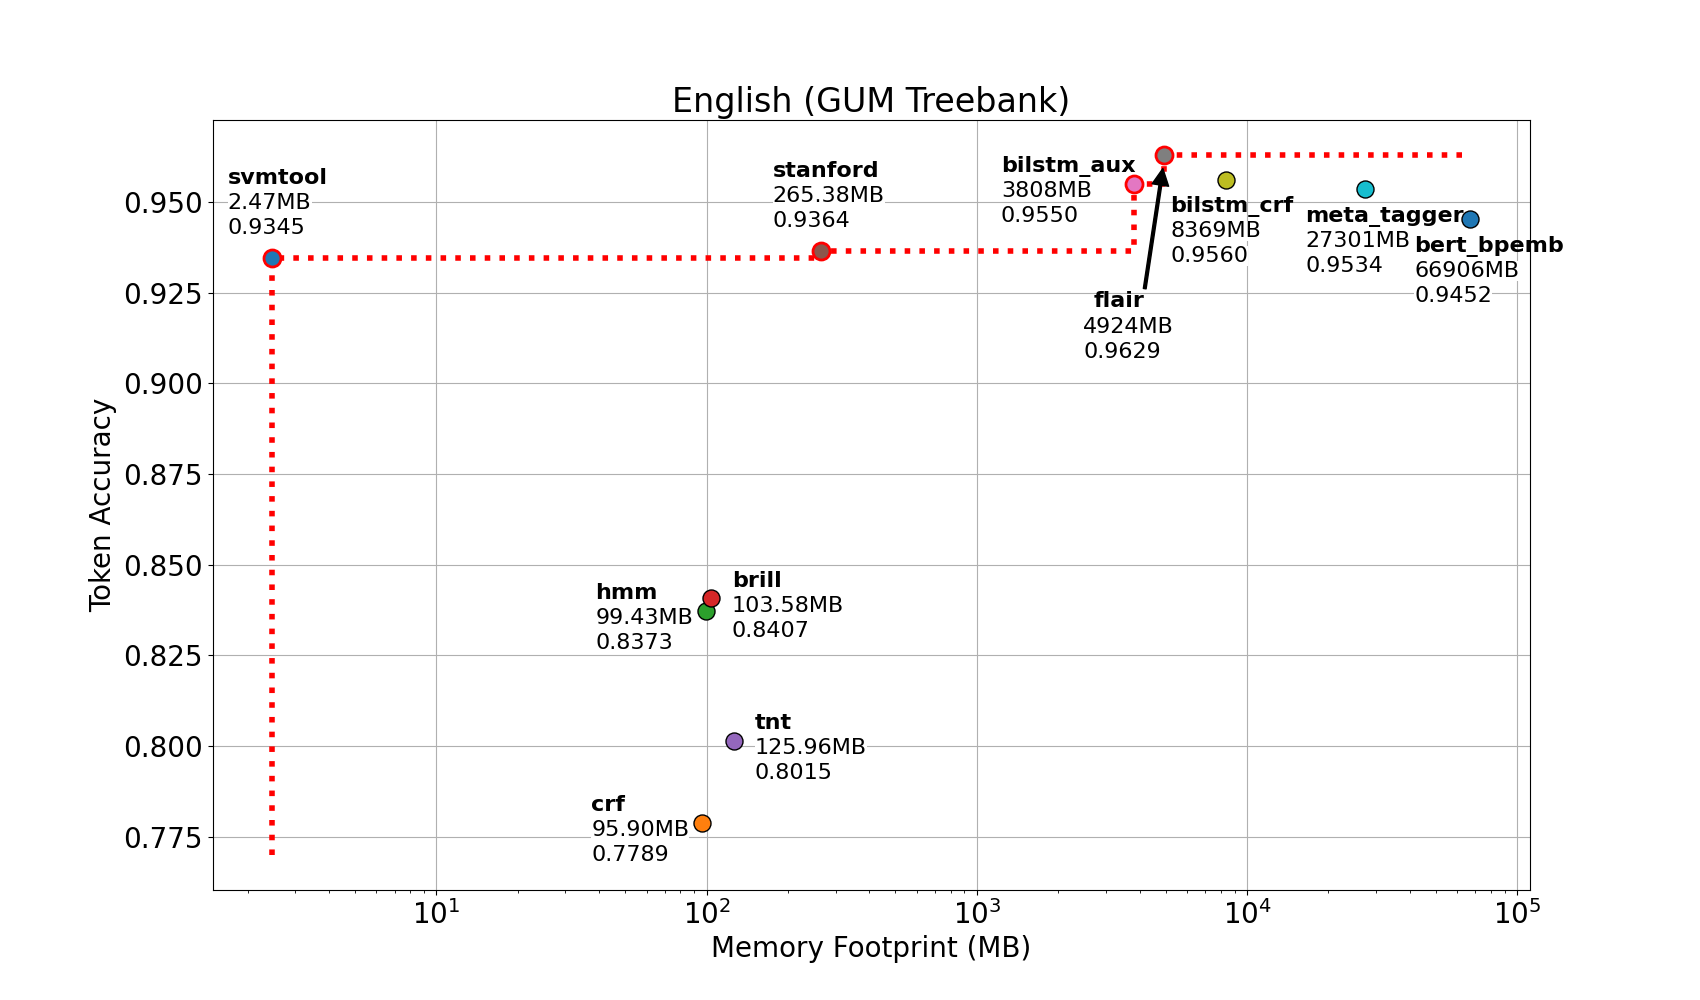 English (GUM Treebank)
svmtool
2.47MB
0.9345
stanford
265.38MB
0.9364
bilstm_aux
3808MB
0.9550
bilstm_crf
8369MB
0.9560
meta_tagger
27301MB
0.9534
bert_bpemb
66906MB
0.9452
flair
4924MB
0.9629
hmm
99.43MB
0.8373
brill
103.58MB
0.8407
tnt
125.96MB
0.8015
crf
95.90MB
0.7789
Token Accuracy
0.950
0.925
0.900
0.875
0.850
0.825
0.800
0.775
10¹ 10² 10³ 10⁴ 10⁵
Memory Footprint (MB)